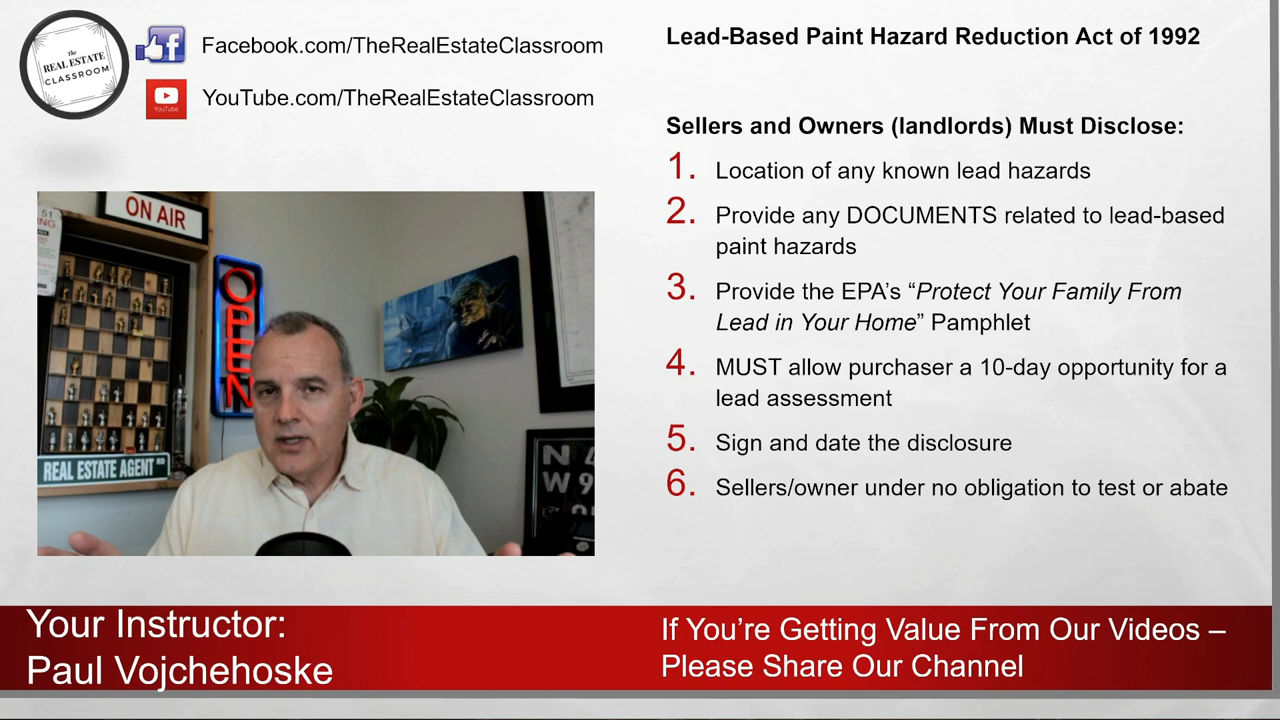 The
REAL ESTATE
CLASSROOM
Facebook.com/TheRealEstateClassroom
YouTube
YouTube.com/TheRealEstateClassroom
51
ING
ON AIR
OPEN
REAL ESTATE AGENT
N
W 9
Your Instructor:
Paul Vojchehoske
Lead-Based Paint Hazard Reduction Act of 1992
Sellers and Owners (landlords) Must Disclose:
1. Location of any known lead hazards
2. Provide any DOCUMENTS related to lead-based
paint hazards
3. Provide the EPA’s “Protect Your Family From
Lead in Your Home” Pamphlet
4. MUST allow purchaser a 10-day opportunity for a
lead assessment
5. Sign and date the disclosure
6. Sellers/owner under no obligation to test or abate
If You’re Getting Value From Our Videos –
Please Share Our Channel